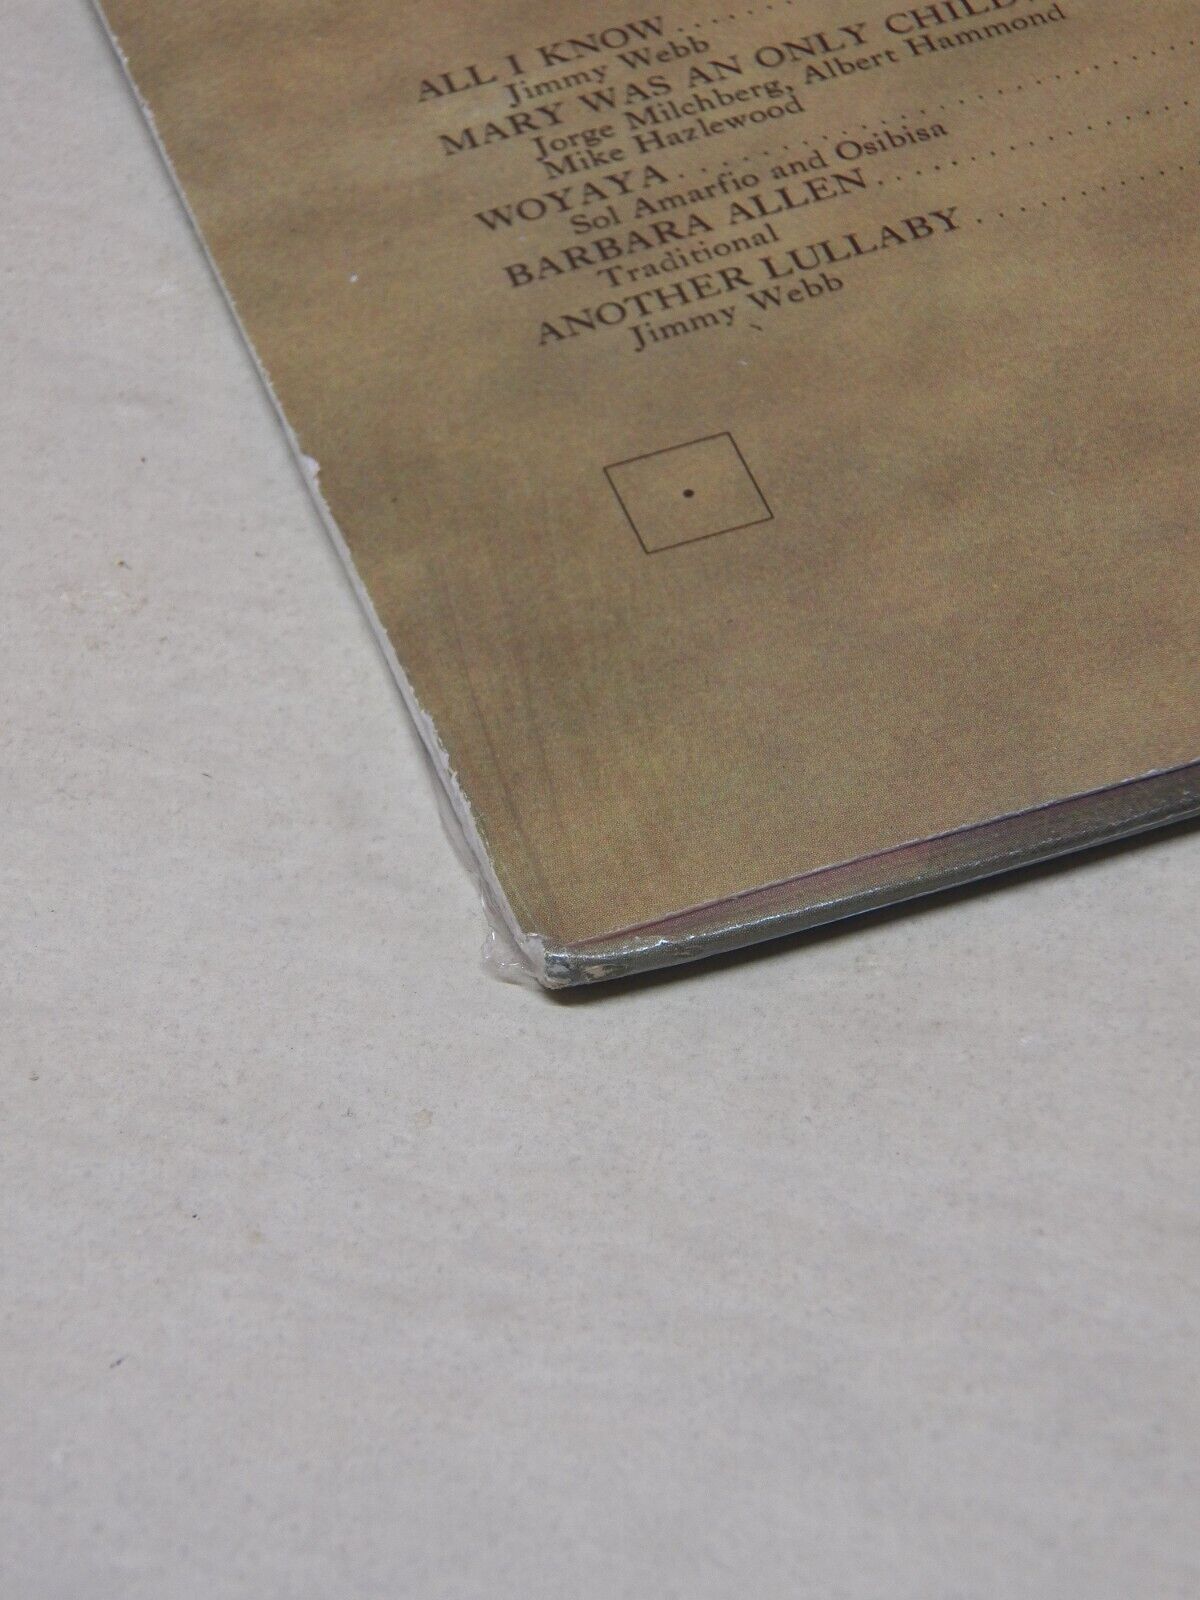 ALL I KNOW.......
Jimmy Webb
MARY WAS AN ONLY CHILD.
Jorge Milchberg, Albert Hammond
Mike Hazlewood
WOYAYA..............................
Sol Amarfio and Osibisa
BARBARA ALLEN......................
Traditional
ANOTHER LULLABY.................
Jimmy Webb